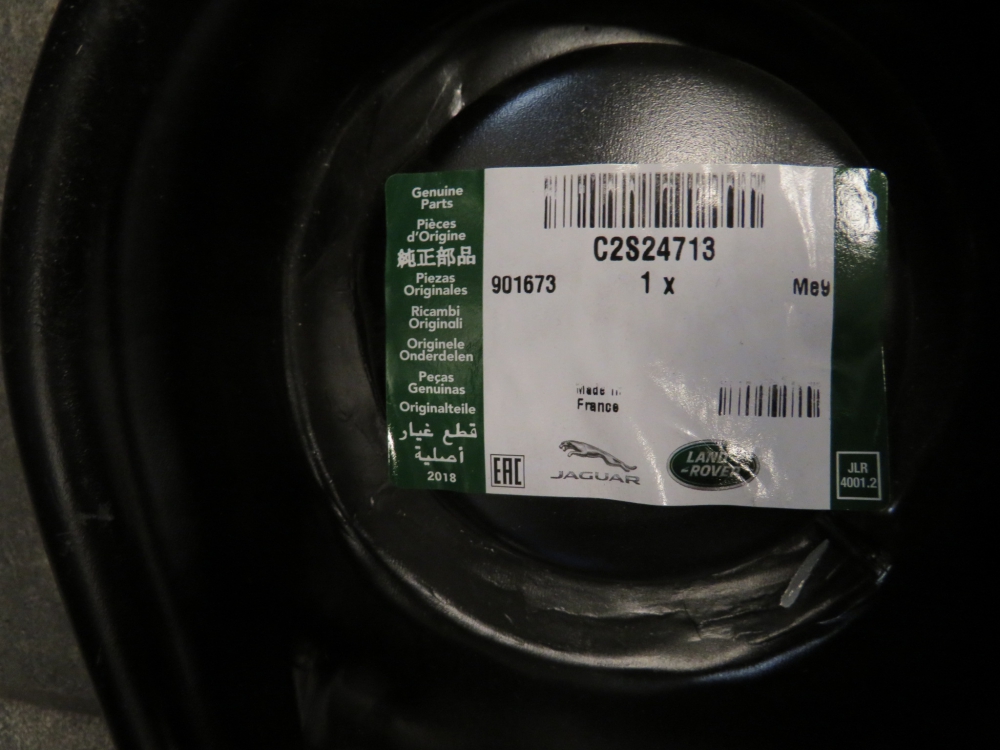 Genuine
Parts
Pièces
d'Origine
純正部品
Piezas
Originales
Ricambi
Originali
Originele
Onderdelen
Peças
Genuinas
Originalteile
قطع غيار
أصلية
2018
C2S24713
901673 1 x Me9
Made in
France
EAC
JAGUAR
LAND
-ROVER
JLR
4001.2